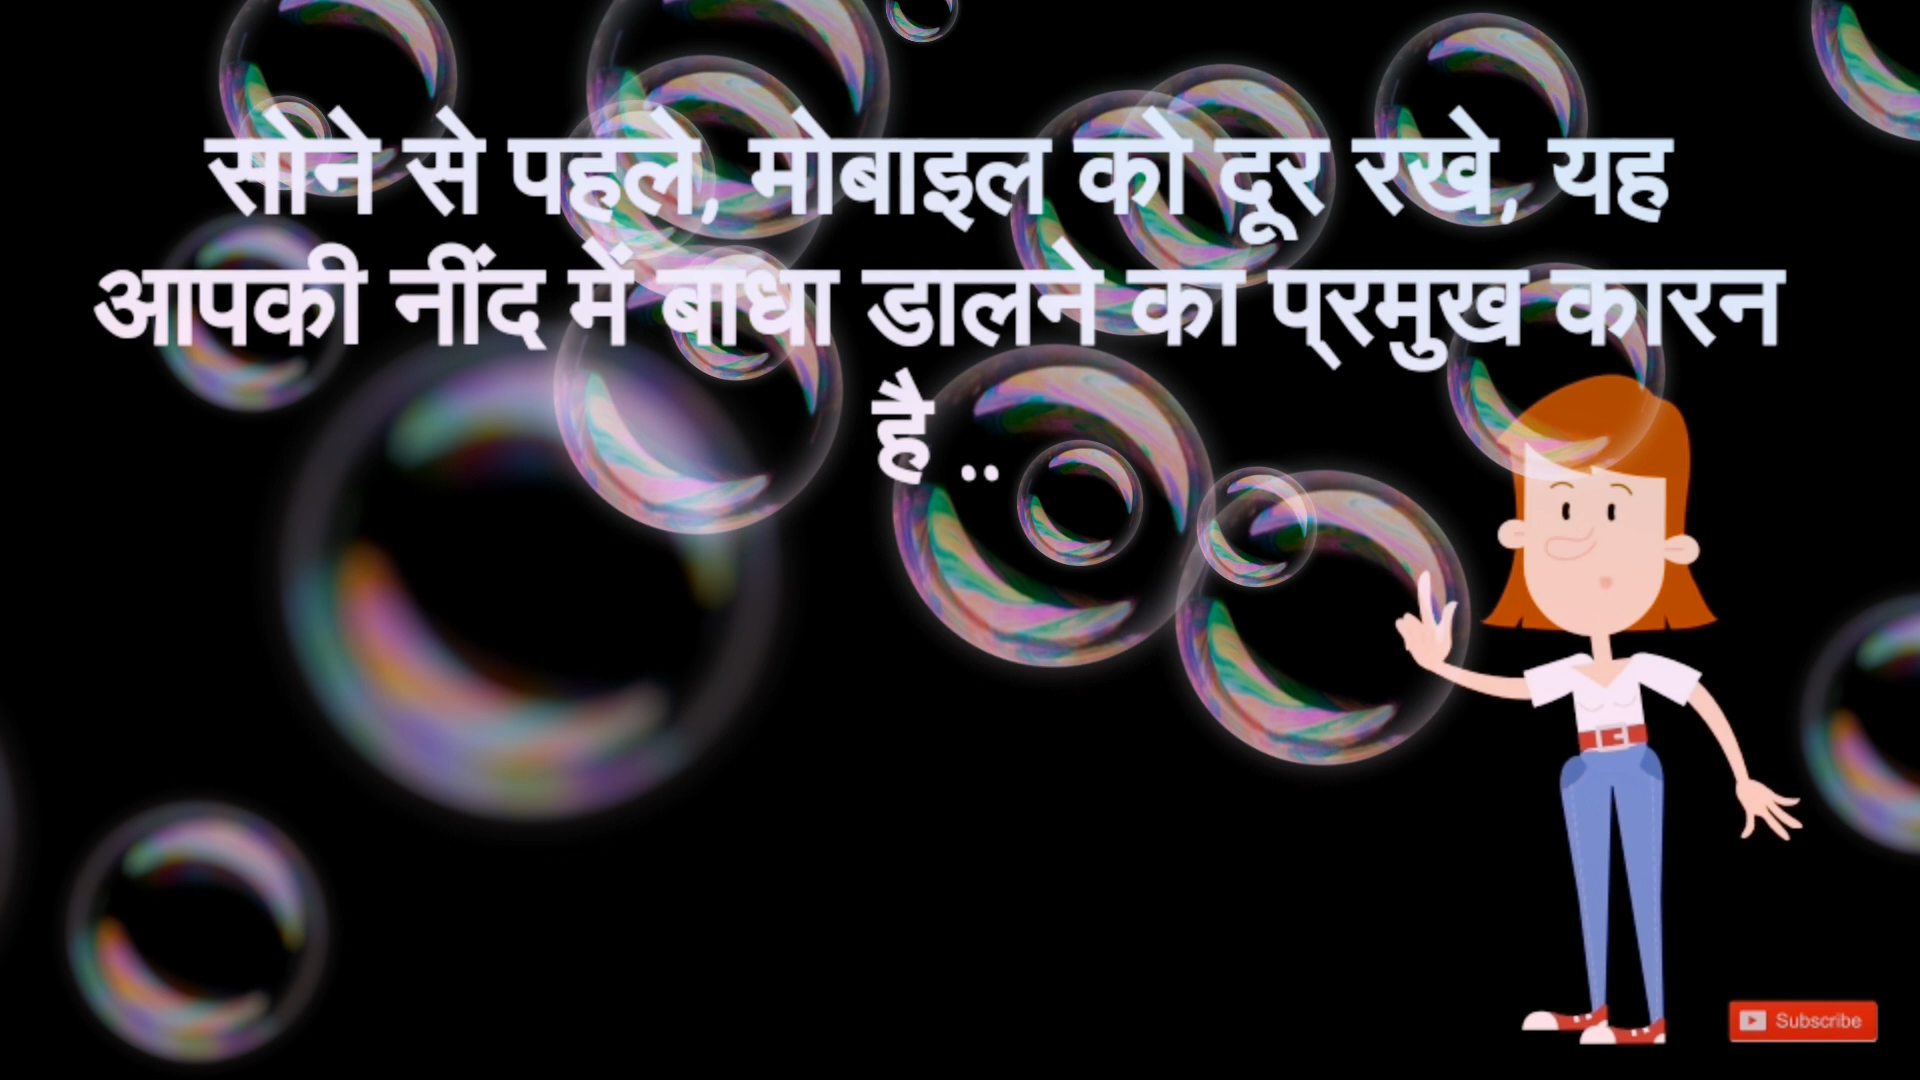 सोने से पहले, मोबाइल को दूर रखे, यह
आपकी नींद में बाधा डालने का प्रमुख कारन
है ..
Subscribe